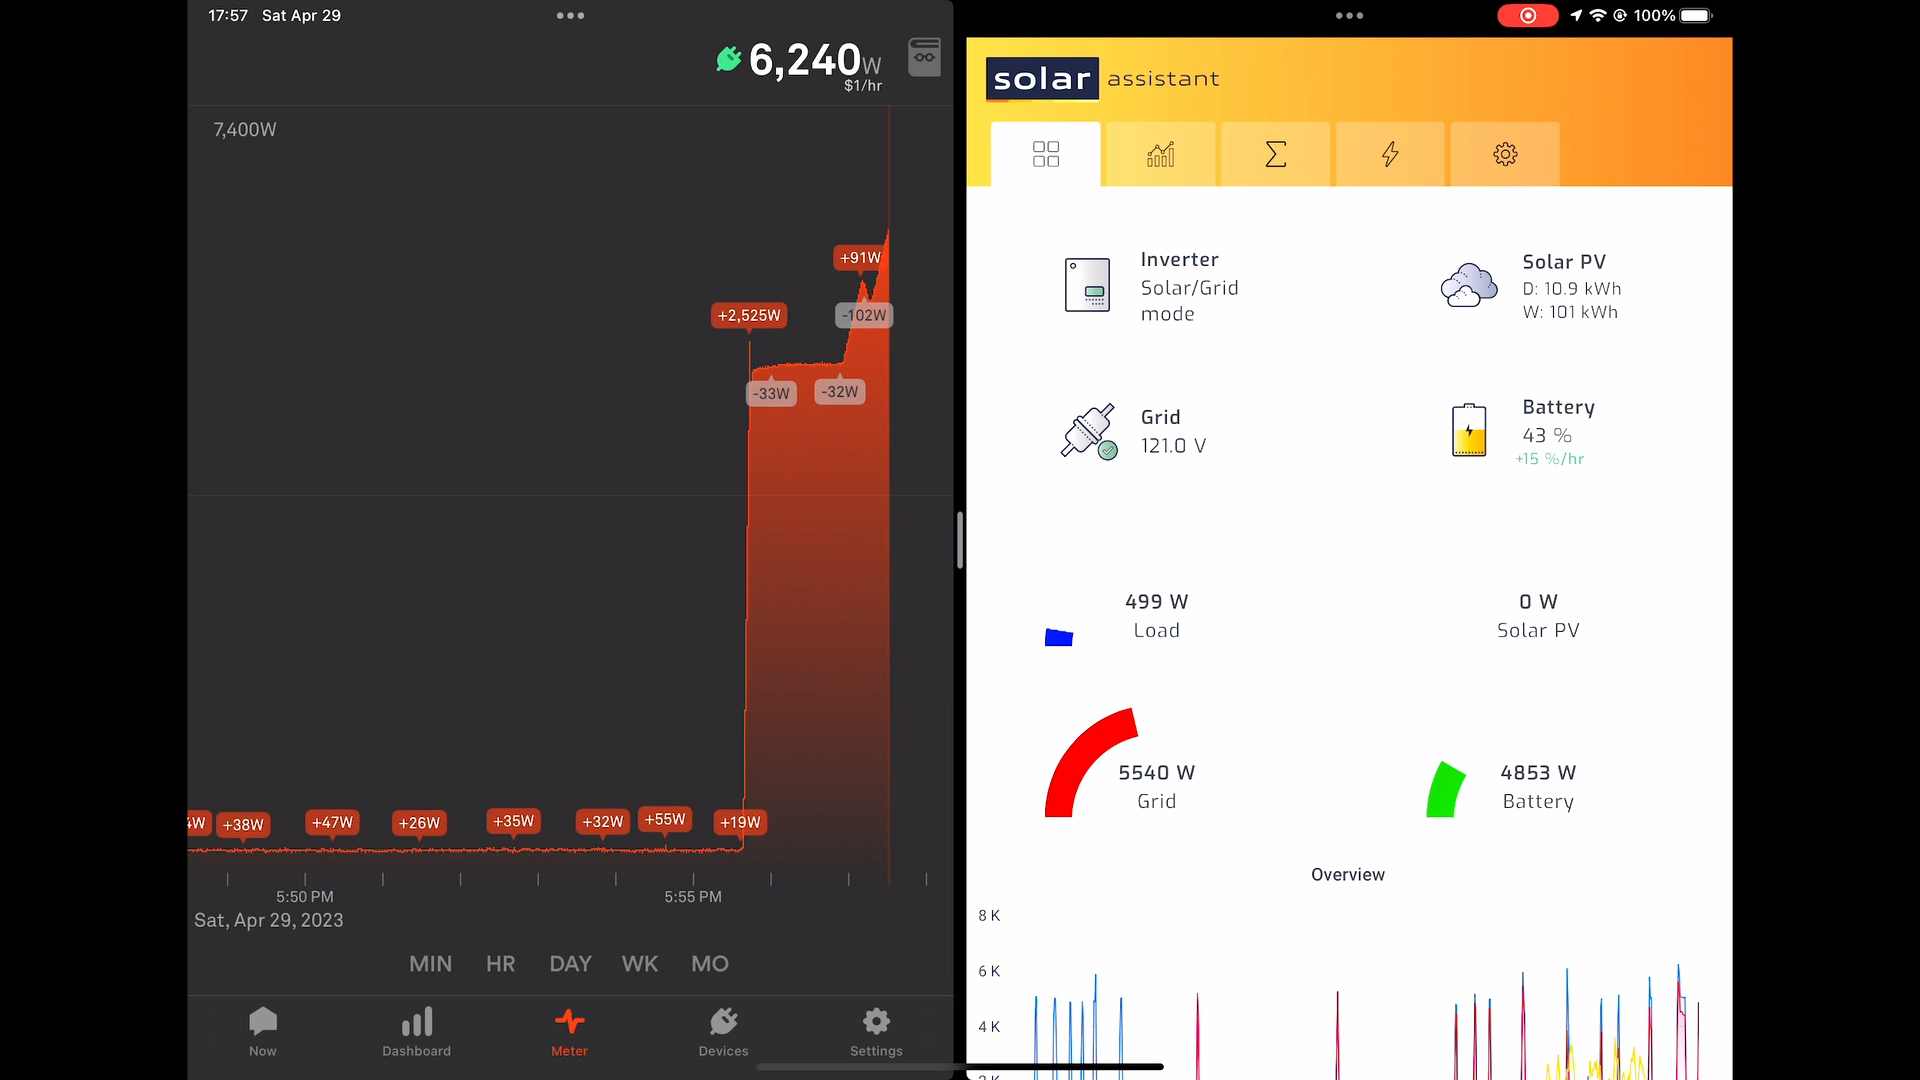 17:57 Sat Apr 29
6,240W
$1/hr
7,400W
+91W
+2,525W
-102W
-33W
-32W
4W
+38W
+47W
+26W
+35W
+32W
+55W
+19W
5:50 PM
5:55 PM
Sat, Apr 29, 2023
MIN HR DAY WK MO
Now
Dashboard
Meter
Devices
Settings
100%
solar assistant
Inverter
Solar/Grid
mode
Solar PV
D: 10.9 kWh
W: 101 kWh
Grid
121.0 V
Battery
43 %
+15 %/hr
499 W
Load
0 W
Solar PV
5540 W
Grid
4853 W
Battery
Overview
8 K
6 K
4 K